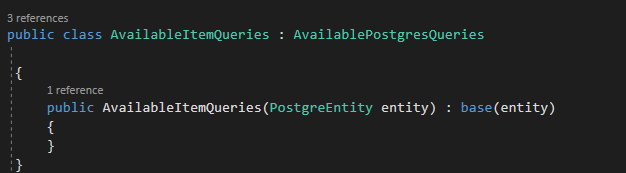 3 references
public class AvailableItemQueries : AvailablePostgresQueries
{
1 reference
public AvailableItemQueries(PostgreEntity entity) : base(entity)
{
}
}